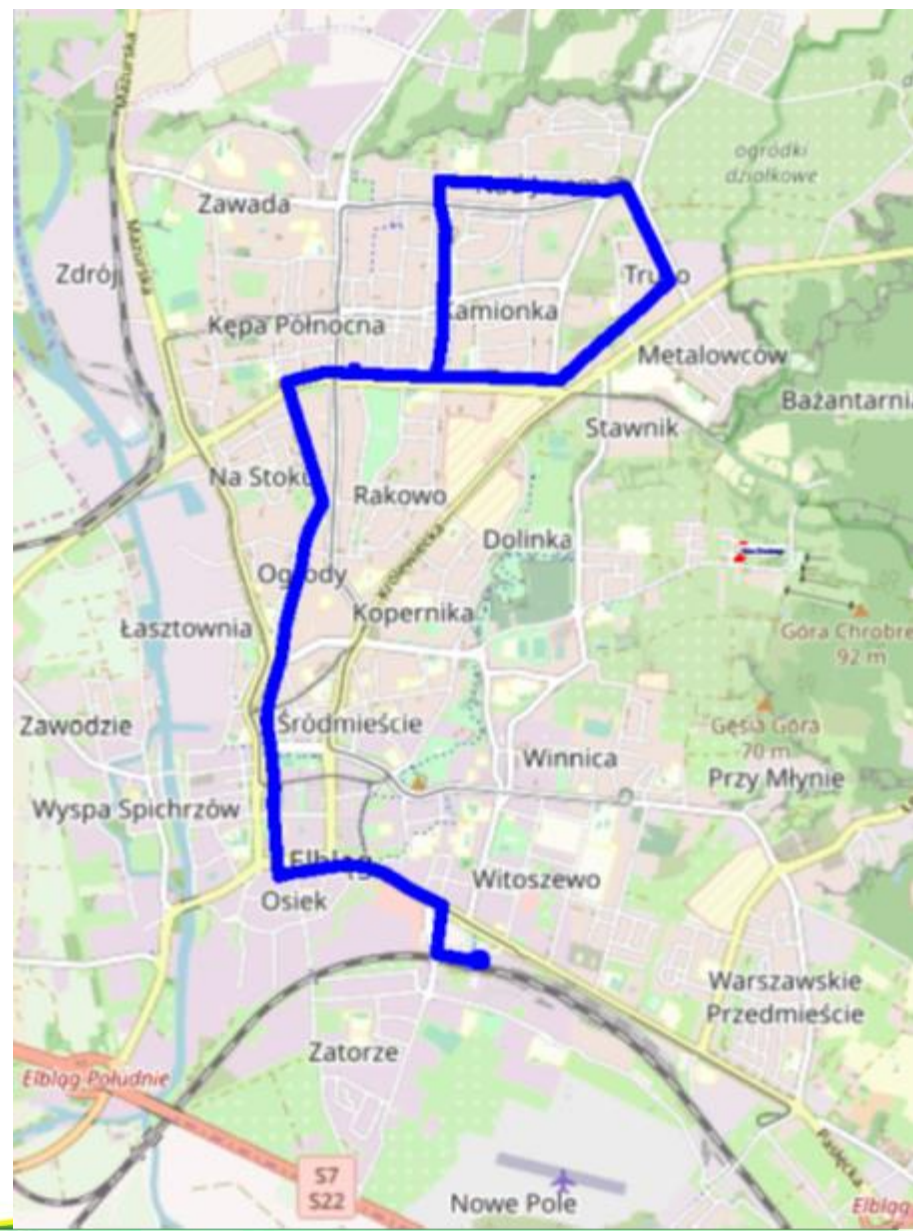 Mazurska
ogródki
działkowe
Zawada
Mazurska
Zdrój
Kamionka
Kępa Północna
Metalowców
Bażantarnia
Stawnik
Na Stoku
Rakowo
Dolinka
Królewiecka
Ogrody
Kopernika
Łasztownia
Góra Chrobre
92 m
Zawodzie
Śródmieście
Gęsia Góra
70 m
Winnica
Przy Młynie
Wyspa Spichrzów
Elbląg
Witoszewo
Osiek
Warszawskie
Przedmieście
Zatorze
Elbląg Południe
Pasłęcka
S7
S22
Nowe Pole
Elbląg